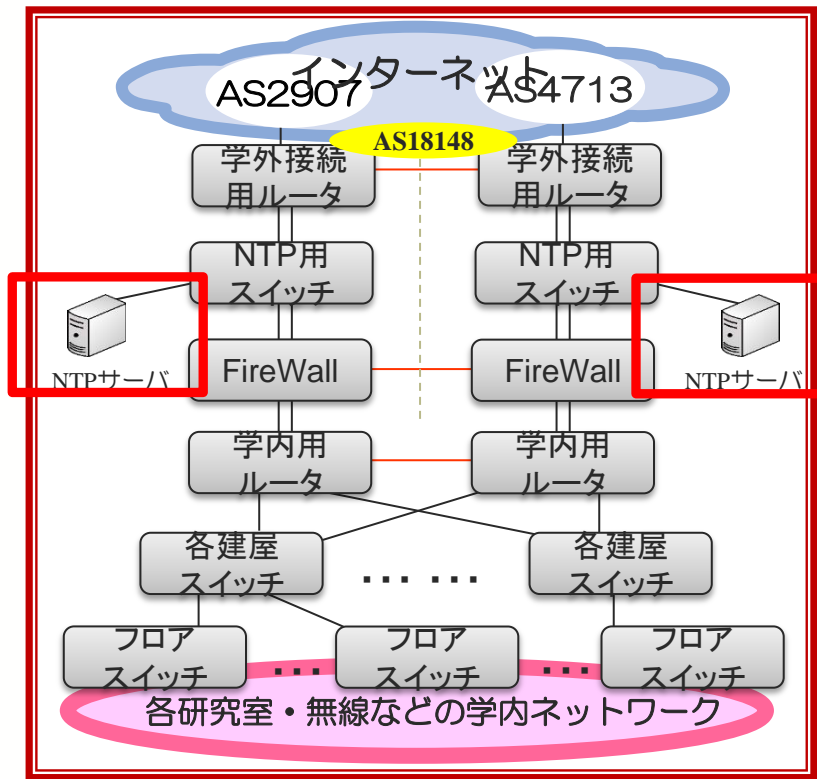 インターネット
AS2907
AS4713
AS18148
学外接続
用ルータ
学外接続
用ルータ
NTP用
スイッチ
NTP用
スイッチ
NTPサーバ
FireWall
FireWall
NTPサーバ
学内用
ルータ
学内用
ルータ
各建屋
スイッチ
… …
各建屋
スイッチ
フロア
スイッチ
…
フロア
スイッチ
…
フロア
スイッチ
各研究室・無線などの学内ネットワーク